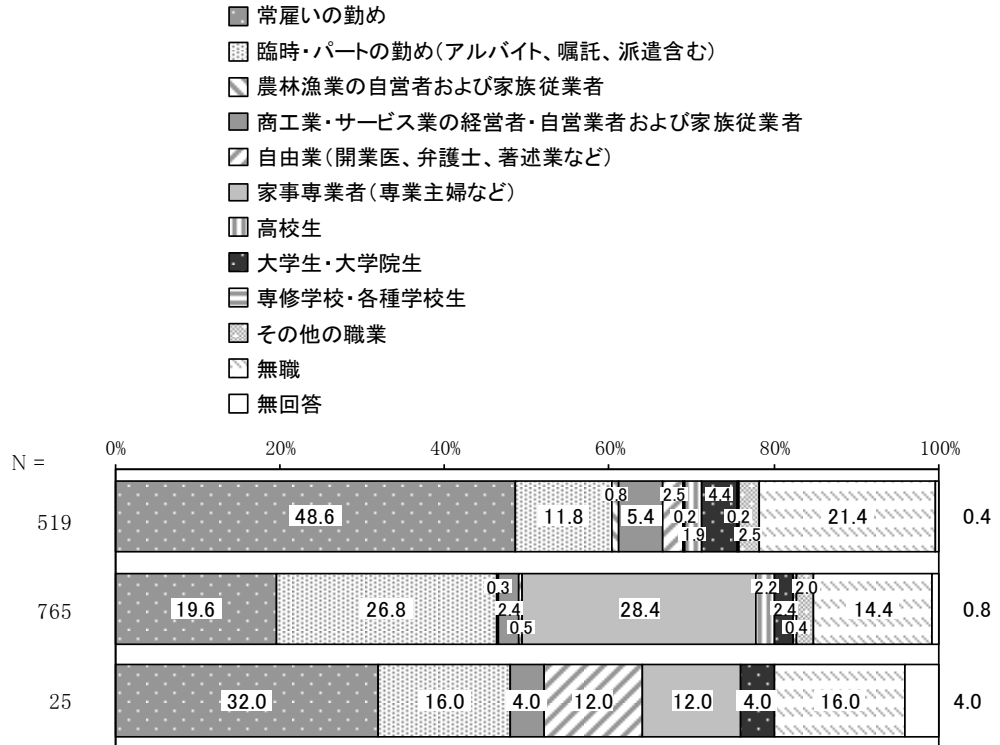 常雇いの勤め
臨時・パートの勤め(アルバイト、嘱託、派遣含む)
農林漁業の自営者および家族従業者
商工業・サービス業の経営者・自営業者および家族従業者
自由業(開業医、弁護士、著述業など)
家事専業者(専業主婦など)
高校生
大学生・大学院生
専修学校・各種学校生
その他の職業
無職
無回答
N =
0% 20% 40% 60% 80% 100%
519 48.6 11.8 0.8 5.4 2.5 0.2 1.9 4.4 0.2 2.5 21.4 0.4
765 19.6 26.8 0.3 2.4 0.5 28.4 2.2 2.4 0.4 2.0 14.4 0.8
25 32.0 16.0 4.0 12.0 12.0 4.0 16.0 4.0